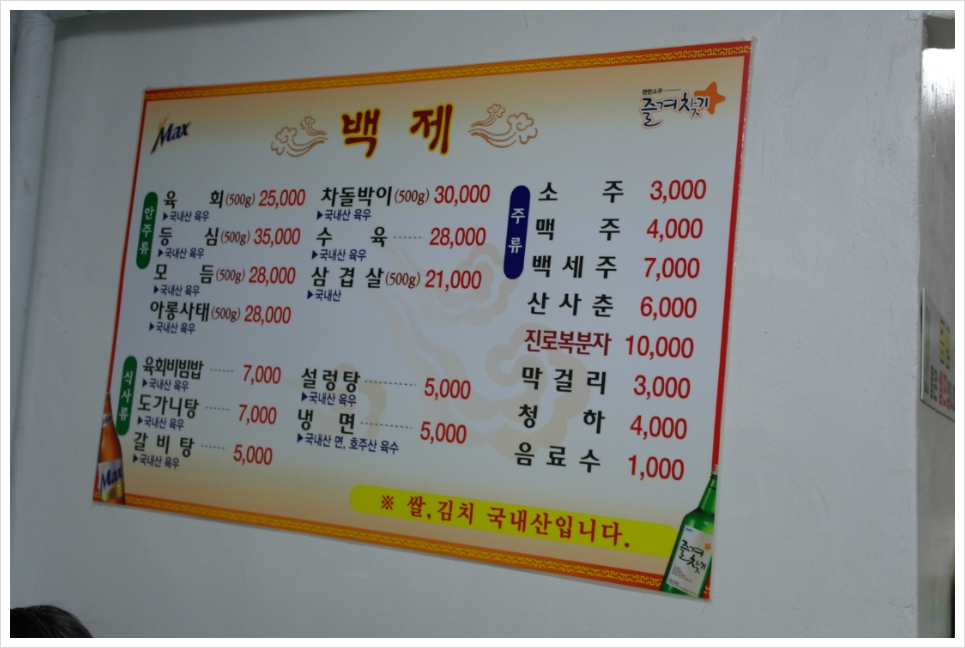 Max
백 제
편한소주
즐겨찾기
안주류
육 회(500g) 25,000
▶국내산 육우
등 심(500g) 35,000
▶국내산 육우
모 듬(500g) 28,000
▶국내산 육우
아롱사태(500g) 28,000
▶국내산 육우
차돌박이(500g) 30,000
▶국내산 육우
수 육 ······ 28,000
▶국내산 육우
삼 겹 살(500g) 21,000
▶국내산
식사류
육회비빔밥 ······ 7,000
▶국내산 육우
도가니탕 ······ 7,000
▶국내산 육우
갈 비 탕 ······ 5,000
▶국내산 육우
설렁탕 ······ 5,000
▶국내산 육우
냉 면 ······ 5,000
▶국내산 면, 호주산 육수
주류
소 주 3,000
맥 주 4,000
백 세 주 7,000
산 사 춘 6,000
진로복분자 10,000
막 걸 리 3,000
청 하 4,000
음 료 수 1,000
※ 쌀,김치 국내산입니다.
Max
즐겨찾기